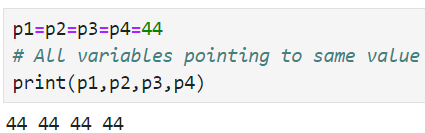 p1=p2=p3=p4=44
# All variables pointing to same value
print(p1,p2,p3,p4)
44 44 44 44